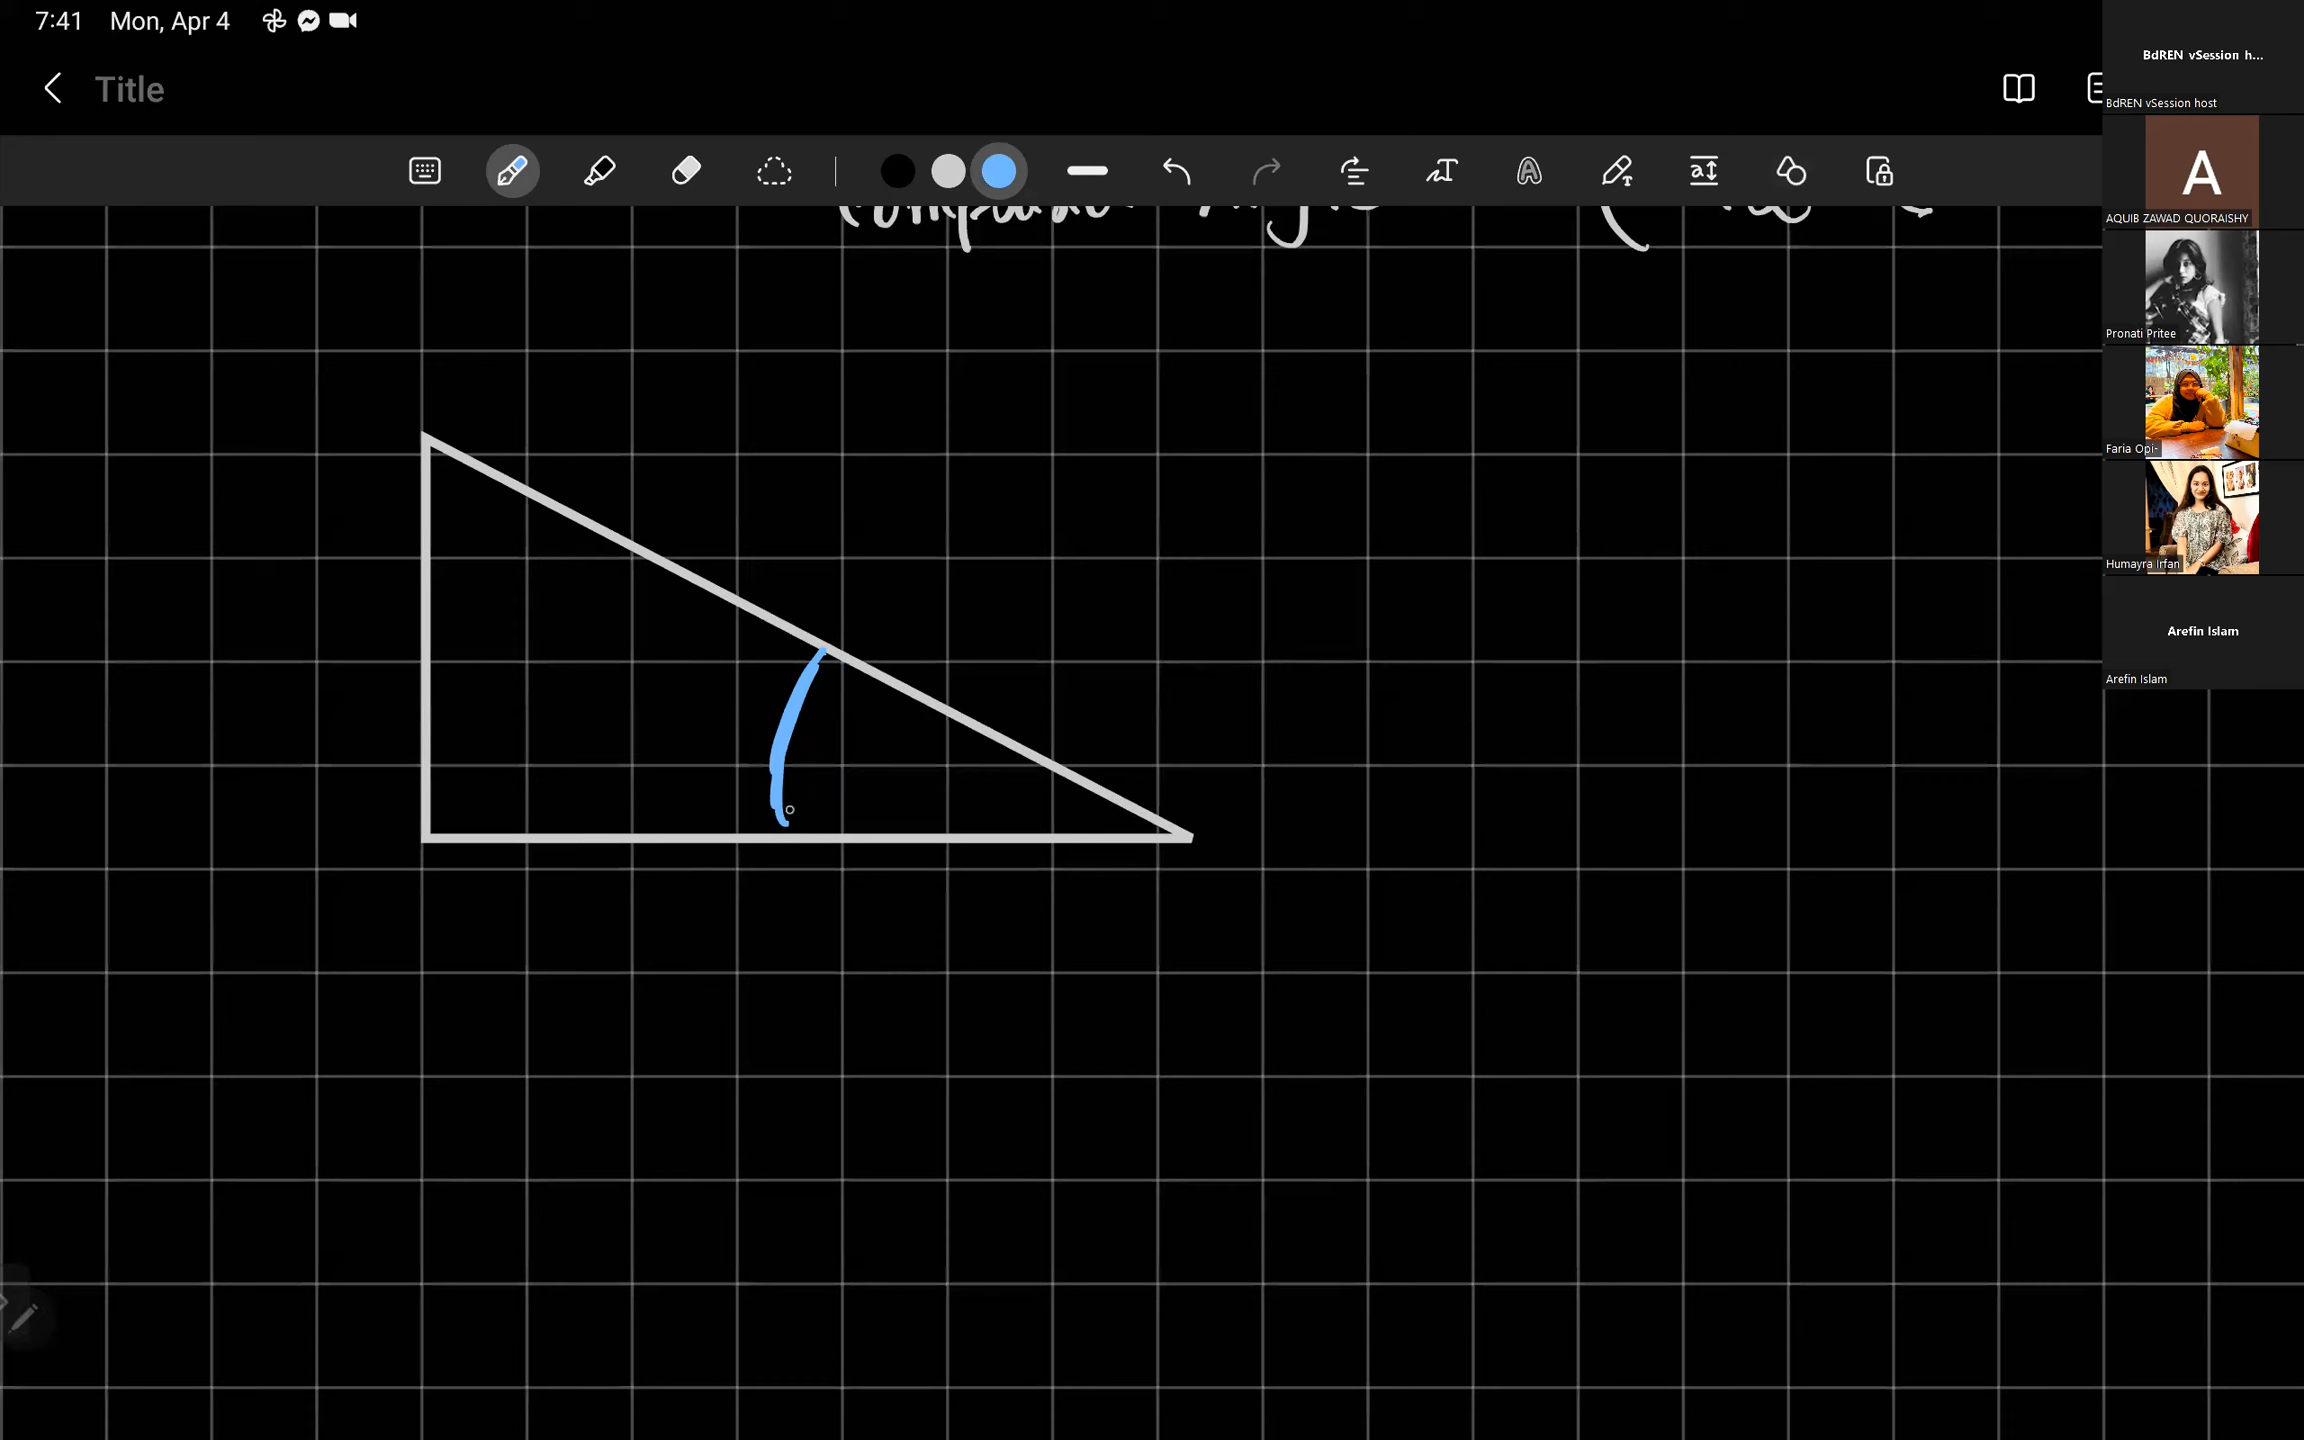 7:41 Mon, Apr 4
Title
BdREN vSession h...
BdREN vSession host
A
AQUIB ZAWAD QUORAISHY
Pronati Pritee
Faria Opi-
Humayra Irfan
Arefin Islam
Arefin Islam